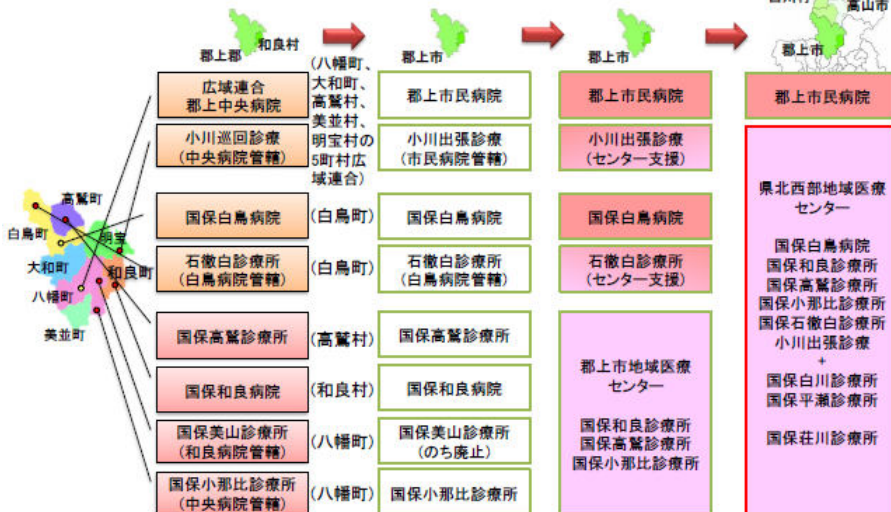 郡上郡
和良村
郡上市
郡上市
高山市
郡上市
(八幡町、
大和町、
高鷲村、
美並村、
明宝村の
5町村広
域連合)
高鷲町
白鳥町
明宝
大和町
和良町
八幡町
美並町
広域連合
郡上中央病院
小川巡回診療
(中央病院管轄)
国保白鳥病院
(白鳥町)
石徹白診療所
(白鳥病院管轄)
(白鳥町)
国保高鷲診療所
(高鷲村)
国保和良病院
(和良村)
国保美山診療所
(和良病院管轄)
(八幡町)
国保小那比診療所
(中央病院管轄)
(八幡町)
郡上市民病院
小川出張診療
(市民病院管轄)
国保白鳥病院
石徹白診療所
(白鳥病院管轄)
国保高鷲診療所
国保和良病院
国保美山診療所
(のち廃止)
国保小那比診療所
郡上市民病院
小川出張診療
(センター支援)
国保白鳥病院
石徹白診療所
(センター支援)
郡上市地域医療
センター
国保和良診療所
国保高鷲診療所
国保小那比診療所
郡上市民病院
県北西部地域医療
センター
国保白鳥病院
国保和良診療所
国保高鷲診療所
国保小那比診療所
国保石徹白診療所
小川出張診療
+
国保白川診療所
国保平瀬診療所
国保荘川診療所